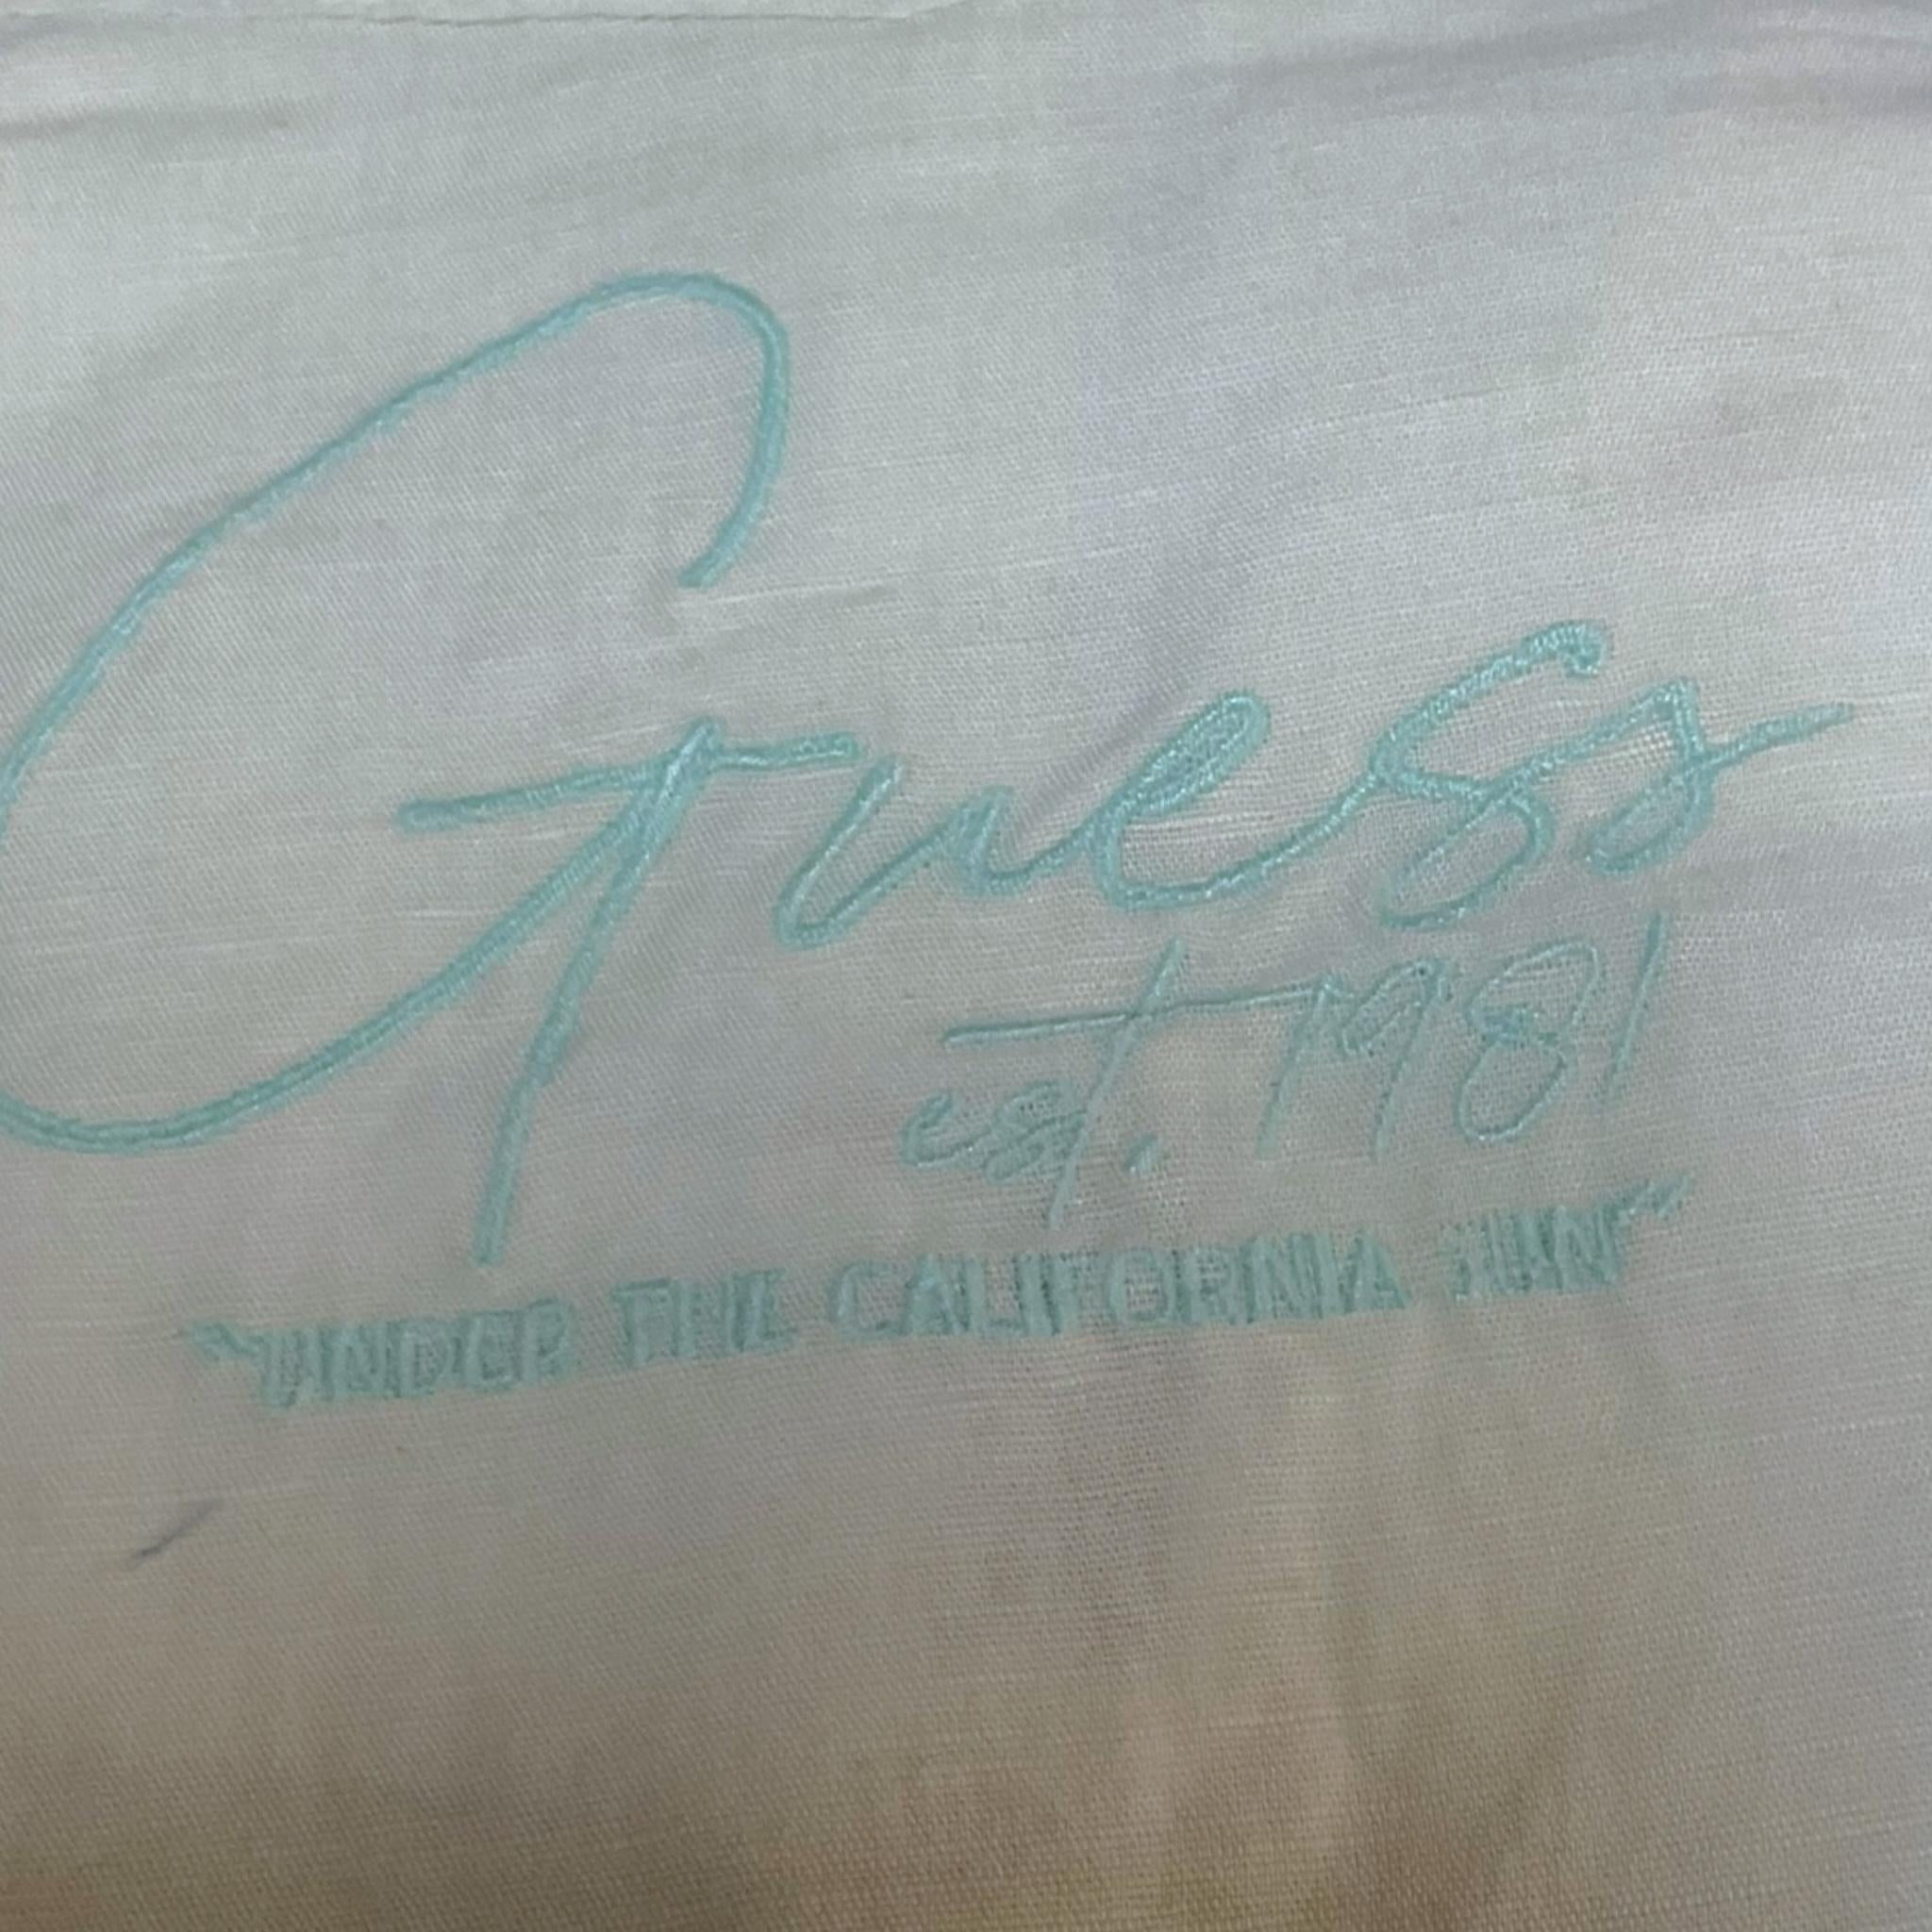 Guess
est. 1981
"UNDER THE CALIFORNIA SUN"